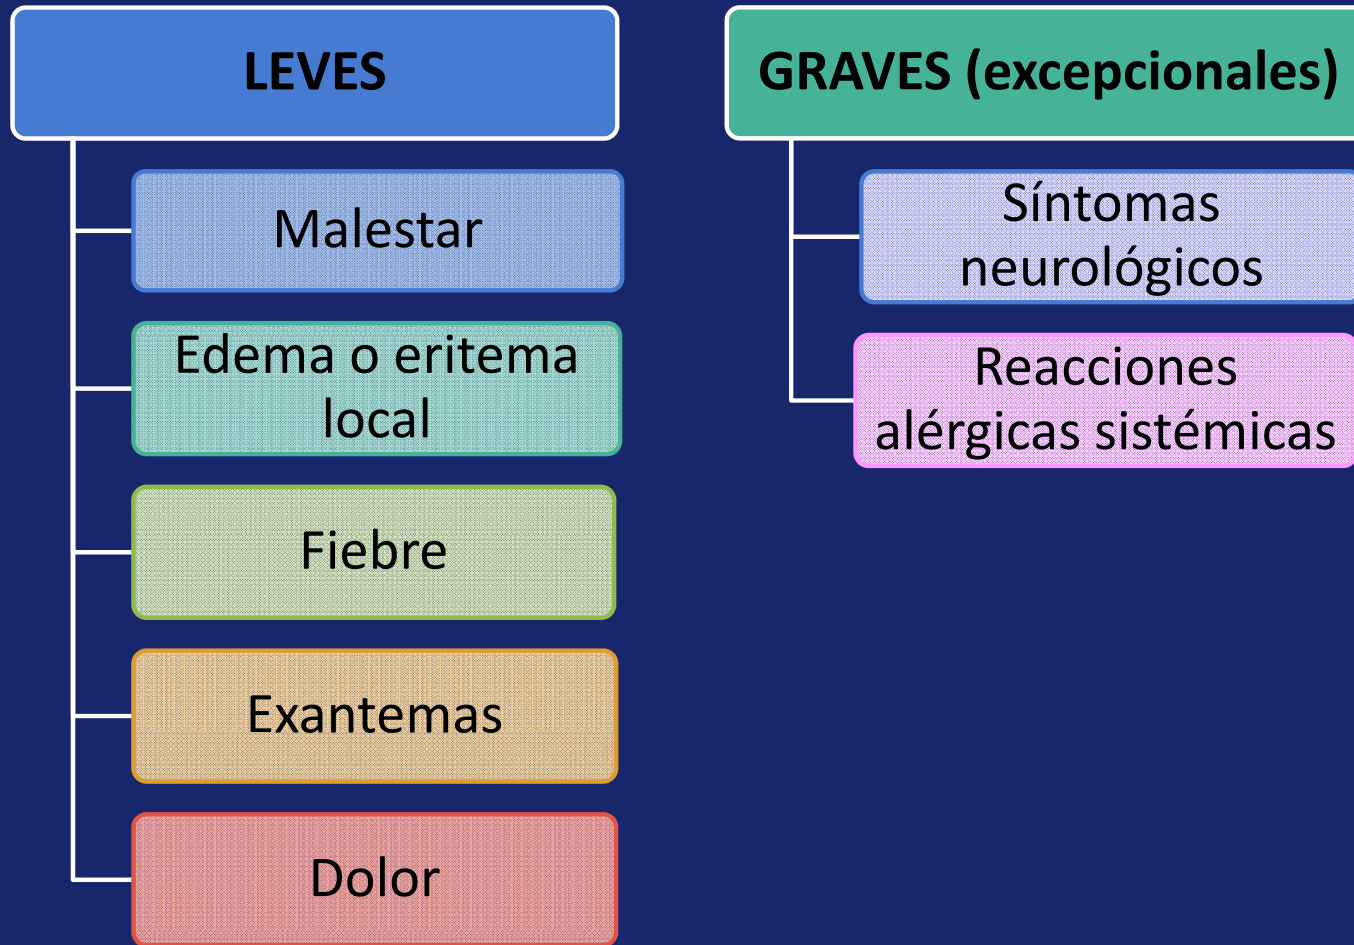 LEVES
Malestar
Edema o eritema
local
Fiebre
Exantemas
Dolor
GRAVES (excepcionales)
Síntomas
neurológicos
Reacciones
alérgicas sistémicas